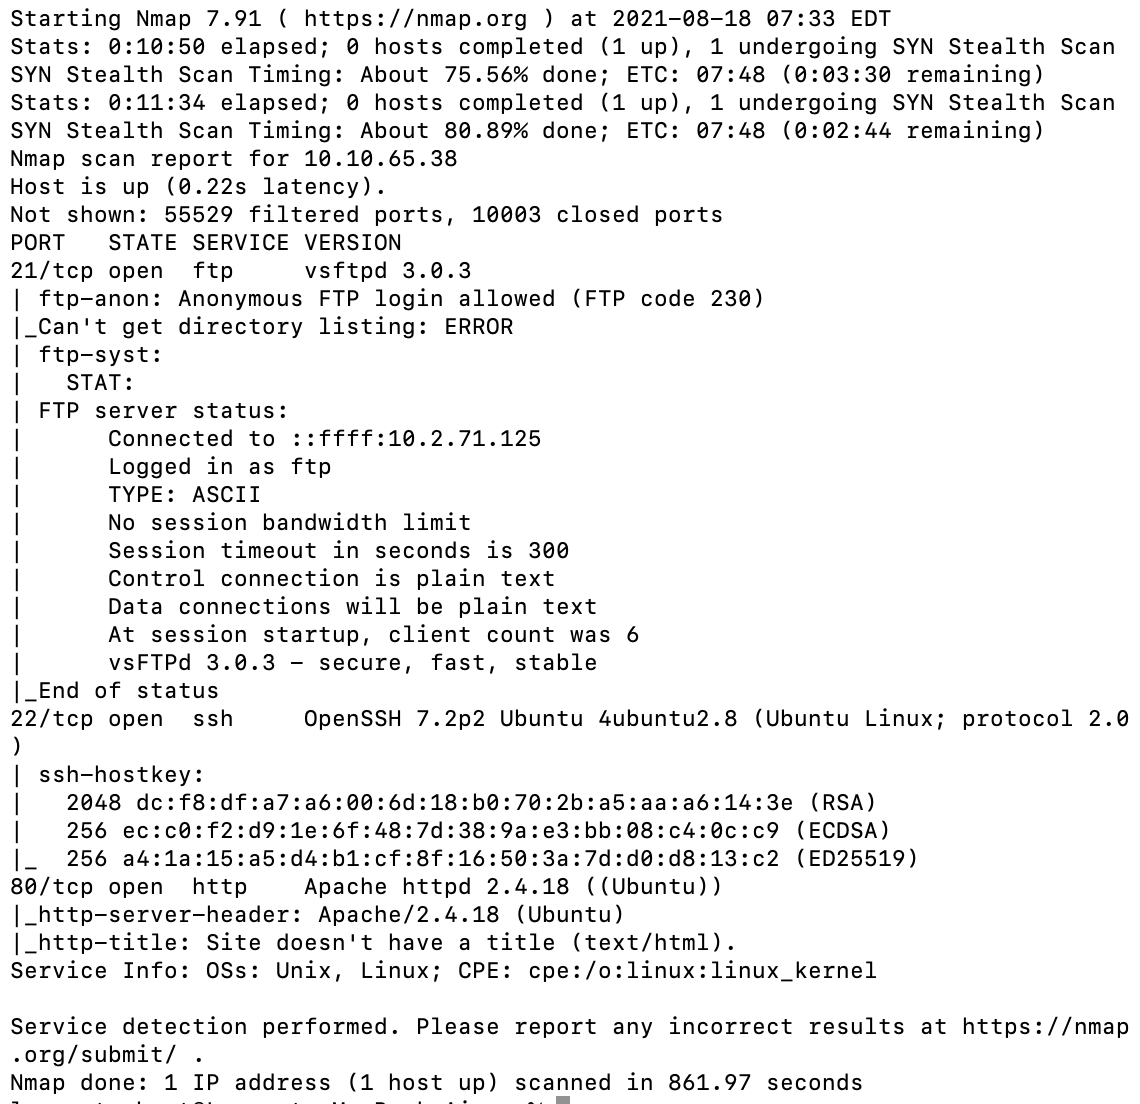 Starting Nmap 7.91 ( https://nmap.org ) at 2021-08-18 07:33 EDT
Stats: 0:10:50 elapsed; 0 hosts completed (1 up), 1 undergoing SYN Stealth Scan
SYN Stealth Scan Timing: About 75.56% done; ETC: 07:48 (0:03:30 remaining)
Stats: 0:11:34 elapsed; 0 hosts completed (1 up), 1 undergoing SYN Stealth Scan
SYN Stealth Scan Timing: About 80.89% done; ETC: 07:48 (0:02:44 remaining)
Nmap scan report for 10.10.65.38
Host is up (0.22s latency).
Not shown: 55529 filtered ports, 10003 closed ports
PORT   STATE SERVICE VERSION
21/tcp open  ftp     vsftpd 3.0.3
| ftp-anon: Anonymous FTP login allowed (FTP code 230)
|_Can't get directory listing: ERROR
| ftp-syst:
|   STAT:
| FTP server status:
|      Connected to ::ffff:10.2.71.125
|      Logged in as ftp
|      TYPE: ASCII
|      No session bandwidth limit
|      Session timeout in seconds is 300
|      Control connection is plain text
|      Data connections will be plain text
|      At session startup, client count was 6
|      vsFTPd 3.0.3 - secure, fast, stable
|_End of status
22/tcp open  ssh     OpenSSH 7.2p2 Ubuntu 4ubuntu2.8 (Ubuntu Linux; protocol 2.0
)
| ssh-hostkey:
|   2048 dc:f8:df:a7:a6:00:6d:18:b0:70:2b:a5:aa:a6:14:3e (RSA)
|   256 ec:c0:f2:d9:1e:6f:48:7d:38:9a:e3:bb:08:c4:0c:c9 (ECDSA)
|_  256 a4:1a:15:a5:d4:b1:cf:8f:16:50:3a:7d:d0:d8:13:c2 (ED25519)
80/tcp open  http    Apache httpd 2.4.18 ((Ubuntu))
|_http-server-header: Apache/2.4.18 (Ubuntu)
|_http-title: Site doesn't have a title (text/html).
Service Info: OSs: Unix, Linux; CPE: cpe:/o:linux:linux_kernel

Service detection performed. Please report any incorrect results at https://nmap
.org/submit/ .
Nmap done: 1 IP address (1 host up) scanned in 861.97 seconds